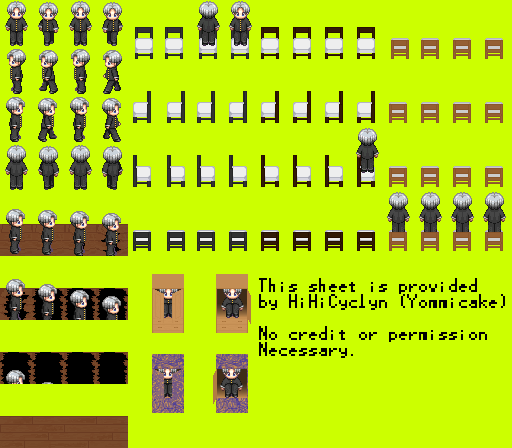 This sheet is provided
by HiHiCyclyn (Yommicake)
No credit or permission
Necessary.